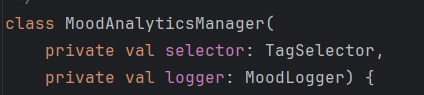 class MoodAnalyticsManager(
    private val selector: TagSelector,
    private val logger: MoodLogger) {